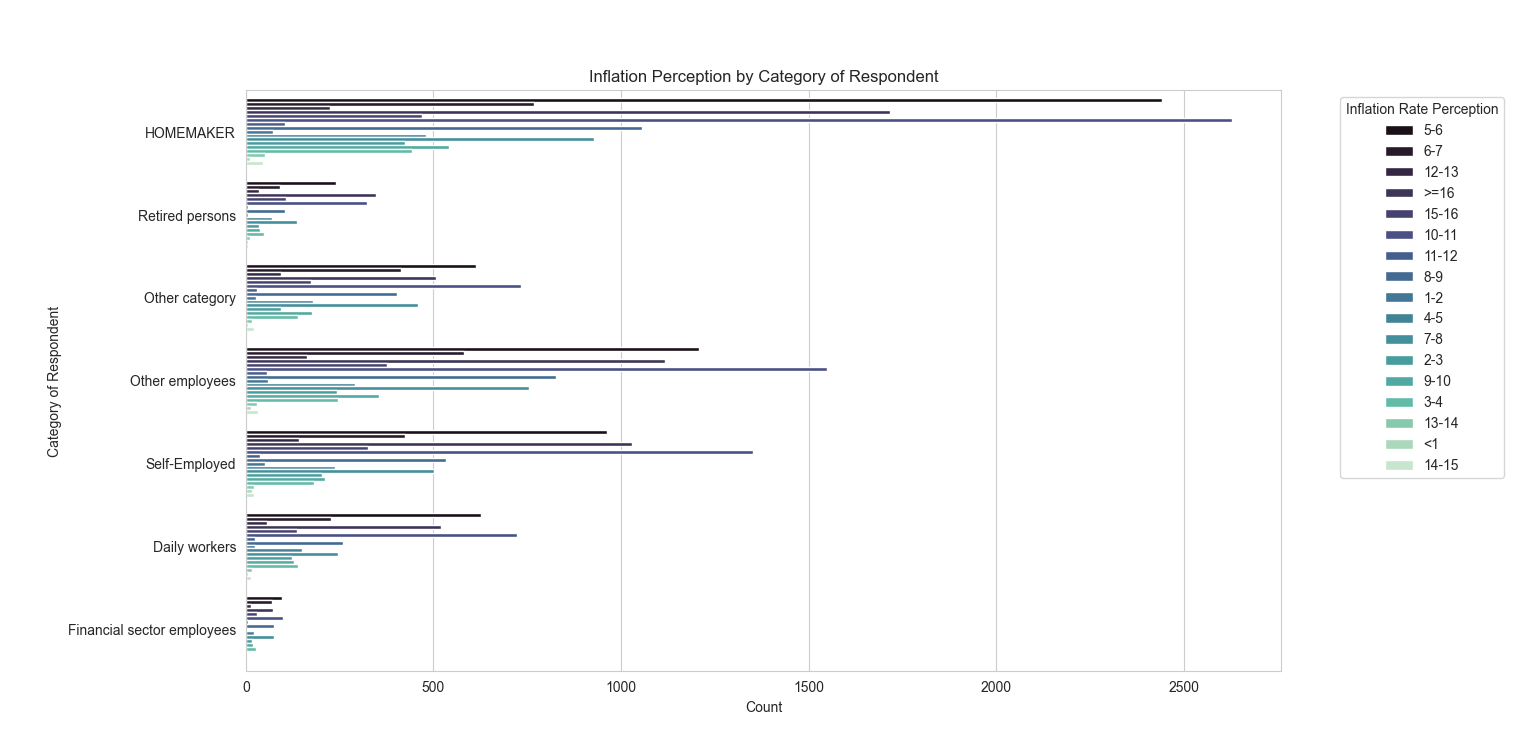 Inflation Perception by Category of Respondent
Category of Respondent
HOMEMAKER
Retired persons
Other category
Other employees
Self-Employed
Daily workers
Financial sector employees
0
500
1000
1500
2000
2500
Count
Inflation Rate Perception
5-6
6-7
12-13
>=16
15-16
10-11
11-12
8-9
1-2
4-5
7-8
2-3
9-10
3-4
13-14
<1
14-15